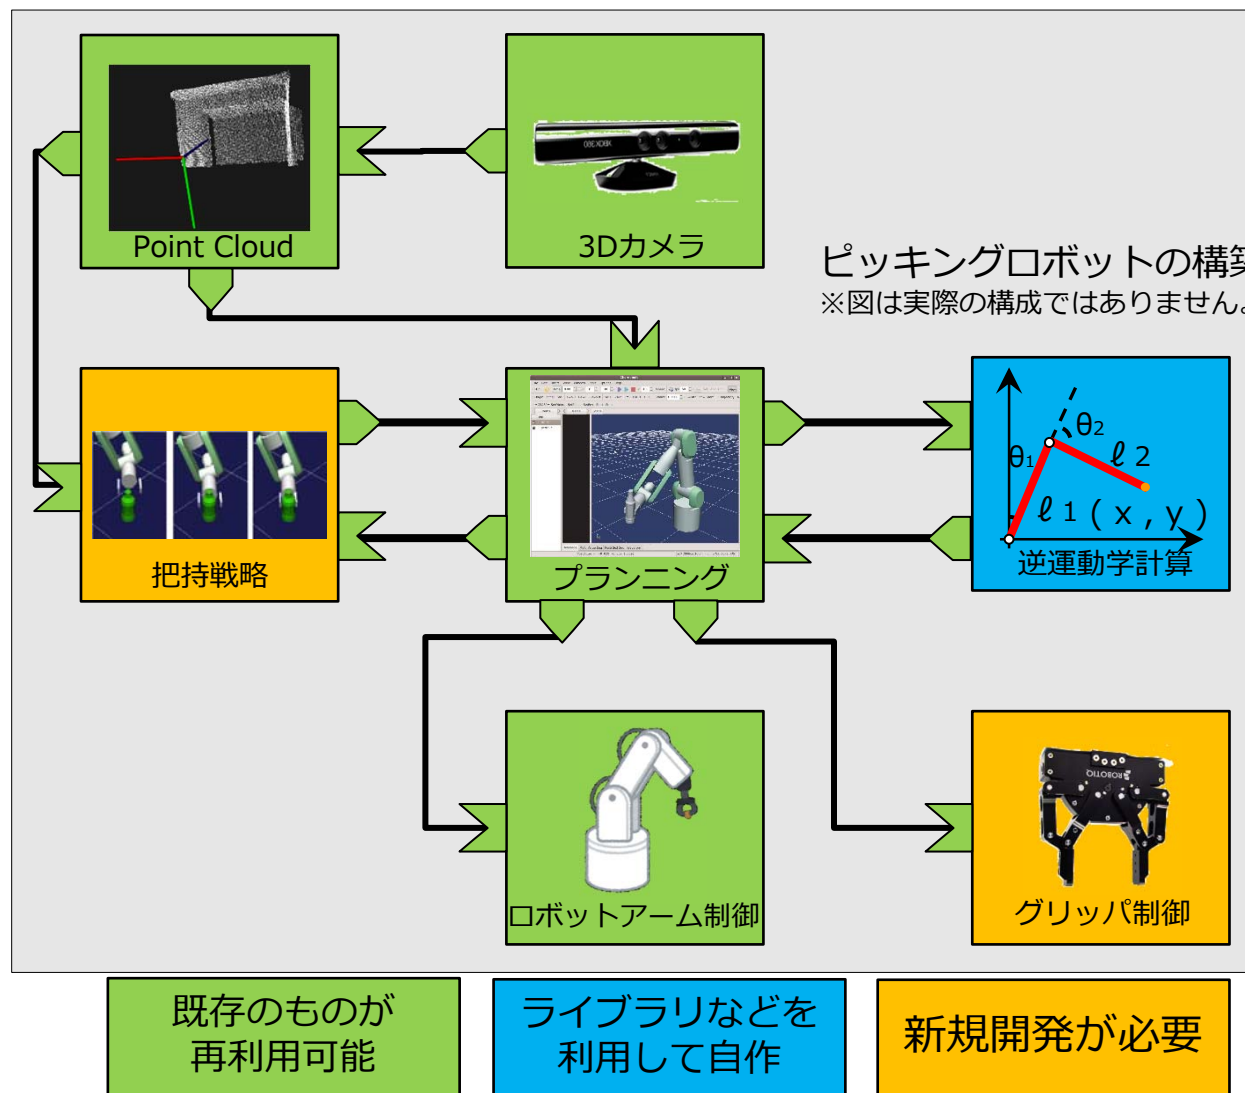 Point Cloud
3Dカメラ
ピッキングロボットの構築
※図は実際の構成ではありません。
把持戦略
プランニング
θ1
θ2
ℓ 2
ℓ 1 ( x , y )
逆運動学計算
ロボットアーム制御
ROBOTIQ
グリッパ制御
既存のものが
再利用可能
ライブラリなどを
利用して自作
新規開発が必要